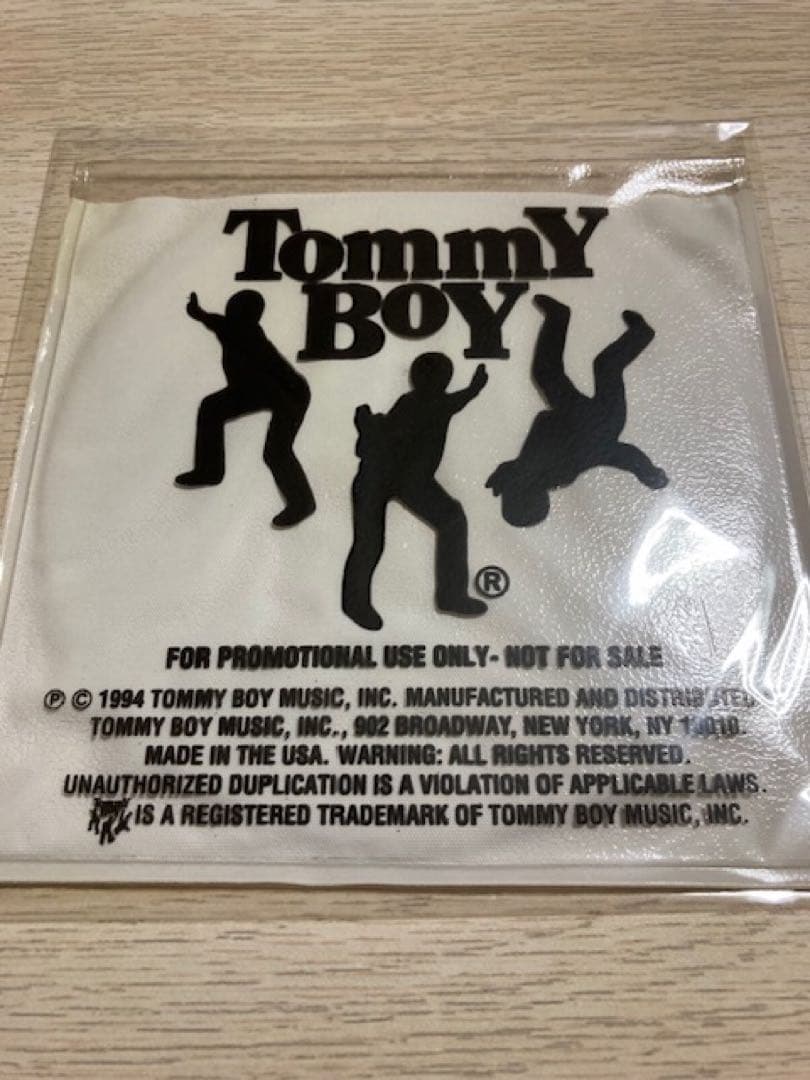 TommY
BoY
®
FOR PROMOTIONAL USE ONLY- NOT FOR SALE
℗ © 1994 TOMMY BOY MUSIC, INC. MANUFACTURED AND DISTRIBUTED
TOMMY BOY MUSIC, INC., 902 BROADWAY, NEW YORK, NY 10010.
MADE IN THE USA. WARNING: ALL RIGHTS RESERVED.
UNAUTHORIZED DUPLICATION IS A VIOLATION OF APPLICABLE LAWS.
IS A REGISTERED TRADEMARK OF TOMMY BOY MUSIC, INC.